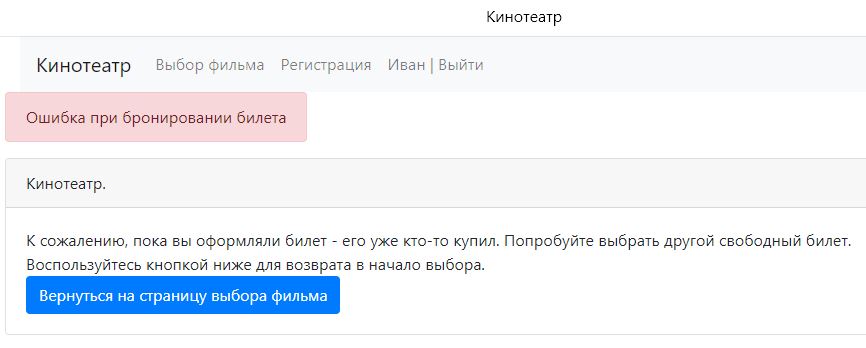 Кинотеатр
Кинотеатр Выбор фильма Регистрация Иван | Выйти
Ошибка при бронировании билета
Кинотеатр.
К сожалению, пока вы оформляли билет - его уже кто-то купил. Попробуйте выбрать другой свободный билет.
Воспользуйтесь кнопкой ниже для возврата в начало выбора.
Вернуться на страницу выбора фильма